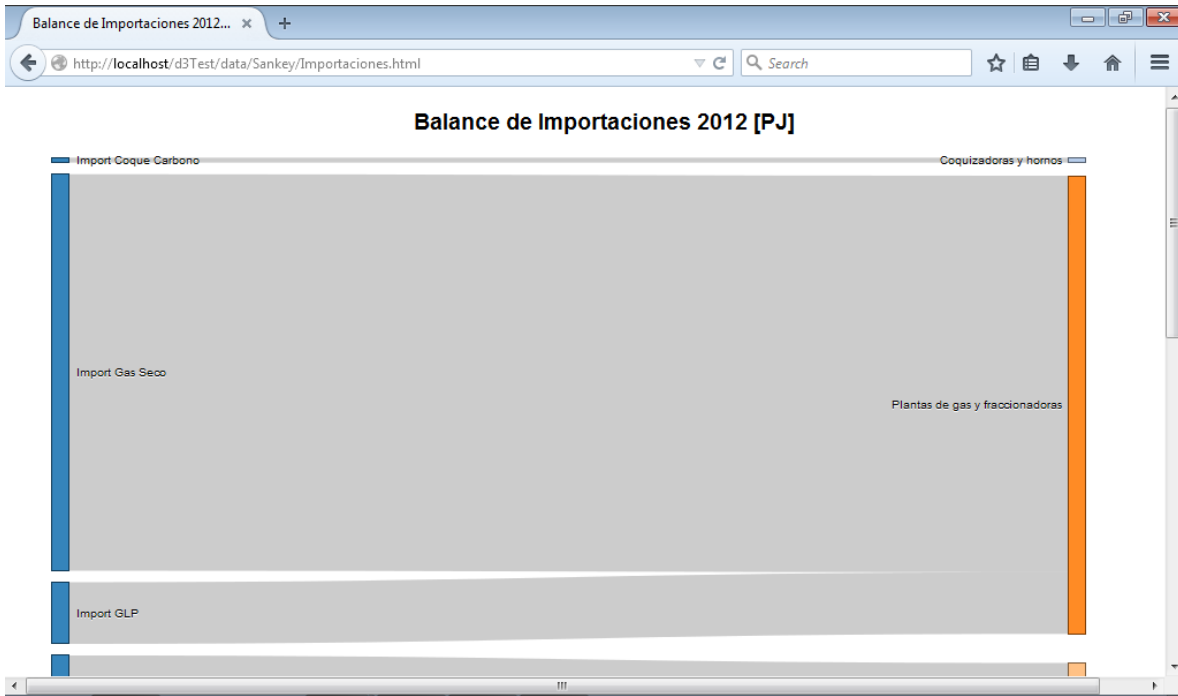 Balance de Importaciones 2012...
http://localhost/d3Test/data/Sankey/Importaciones.html
Search
Balance de Importaciones 2012 [PJ]
Import Coque Carbono
Coquizadoras y hornos
Import Gas Seco
Plantas de gas y fraccionadoras
Import GLP